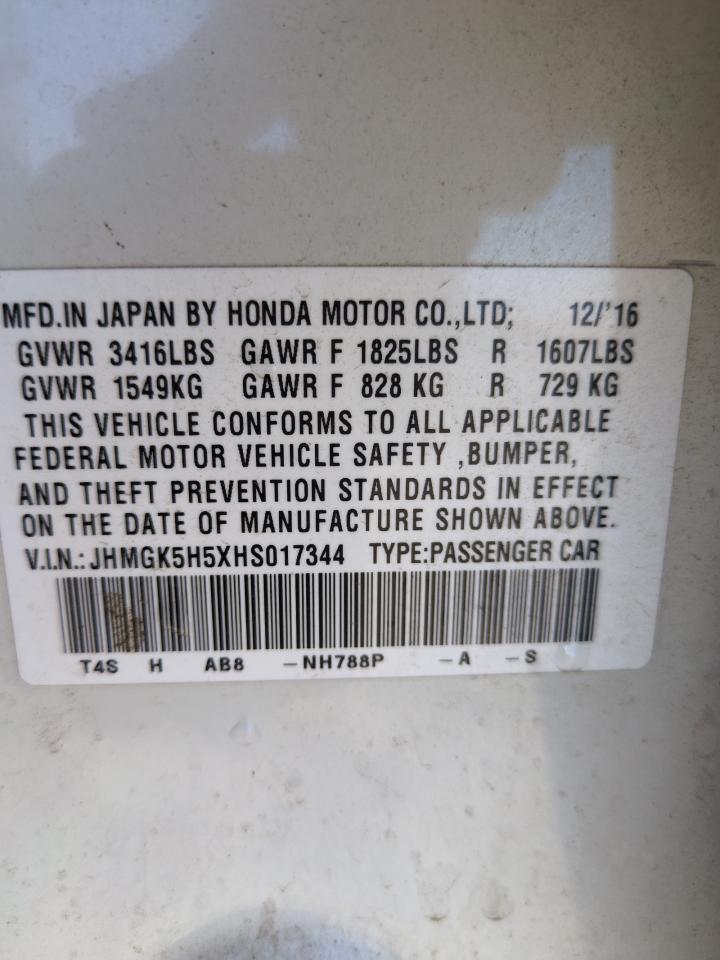 MFD.IN JAPAN BY HONDA MOTOR CO.,LTD; 12/'16
GVWR 3416LBS GAWR F 1825LBS R 1607LBS
GVWR 1549KG GAWR F 828 KG R 729 KG
THIS VEHICLE CONFORMS TO ALL APPLICABLE
FEDERAL MOTOR VEHICLE SAFETY ,BUMPER,
AND THEFT PREVENTION STANDARDS IN EFFECT
ON THE DATE OF MANUFACTURE SHOWN ABOVE.
V.I.N.: JHMGK5H5XHS017344 TYPE:PASSENGER CAR
T4S H AB8 -NH788P -A -S